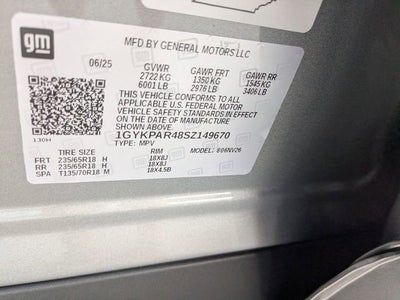 gm
MFD BY GENERAL MOTORS LLC
06/25 GVWR GAWR FRT GAWR RR
2722 KG 1350 KG 1545 KG
6001 LB 2976 LB 3406 LB
THIS VEHICLE CONFORMS TO ALL
APPLICABLE U.S. FEDERAL MOTOR
VEHICLE SAFETY STANDARDS IN EFFECT
ON THE DATE OF MANUFACTURE SHOWN ABOVE.
1GYKPAR48SZ149670
TYPE: MPV MODEL: 806NV26
130H
TIRE SIZE RIM
FRT 235/65R18 H 18X8J
RR 235/65R18 H 18X8J
SPA T135/70R18 M 18X4.5B